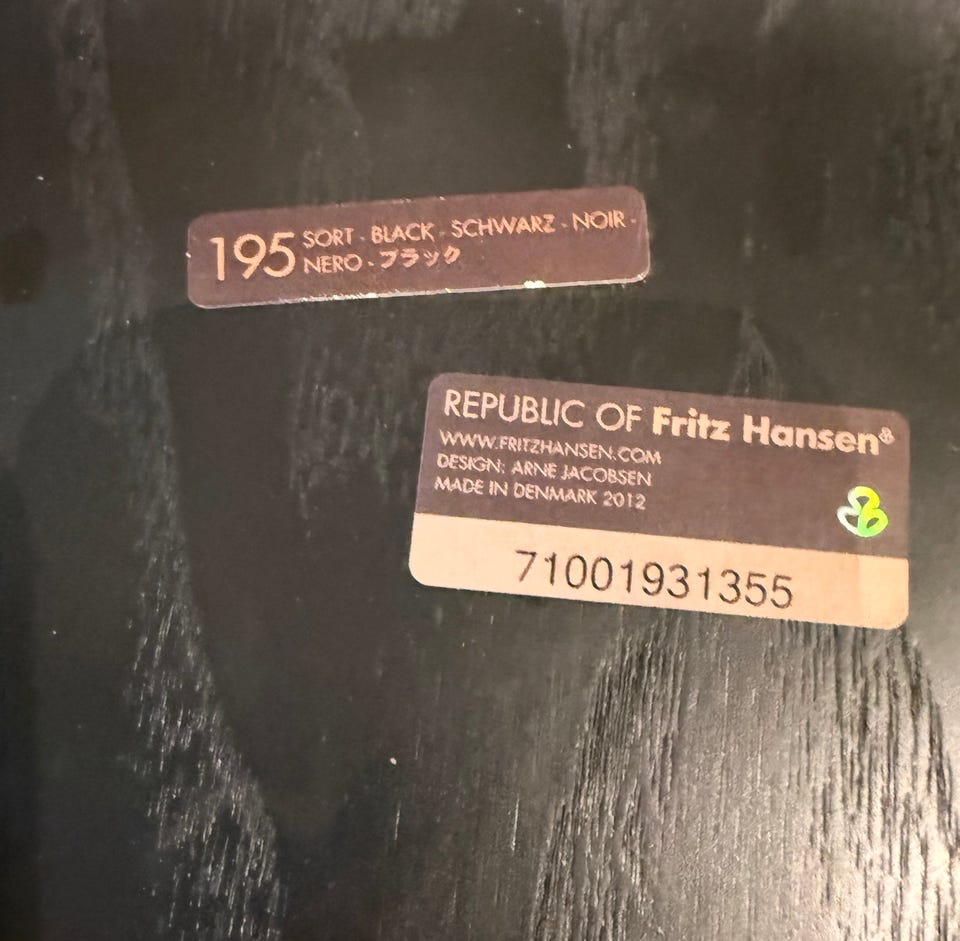 195 SORT - BLACK - SCHWARZ - NOIR -
NERO - ブラック
REPUBLIC OF Fritz Hansen®
WWW.FRITZHANSEN.COM
DESIGN: ARNE JACOBSEN
MADE IN DENMARK 2012
71001931355